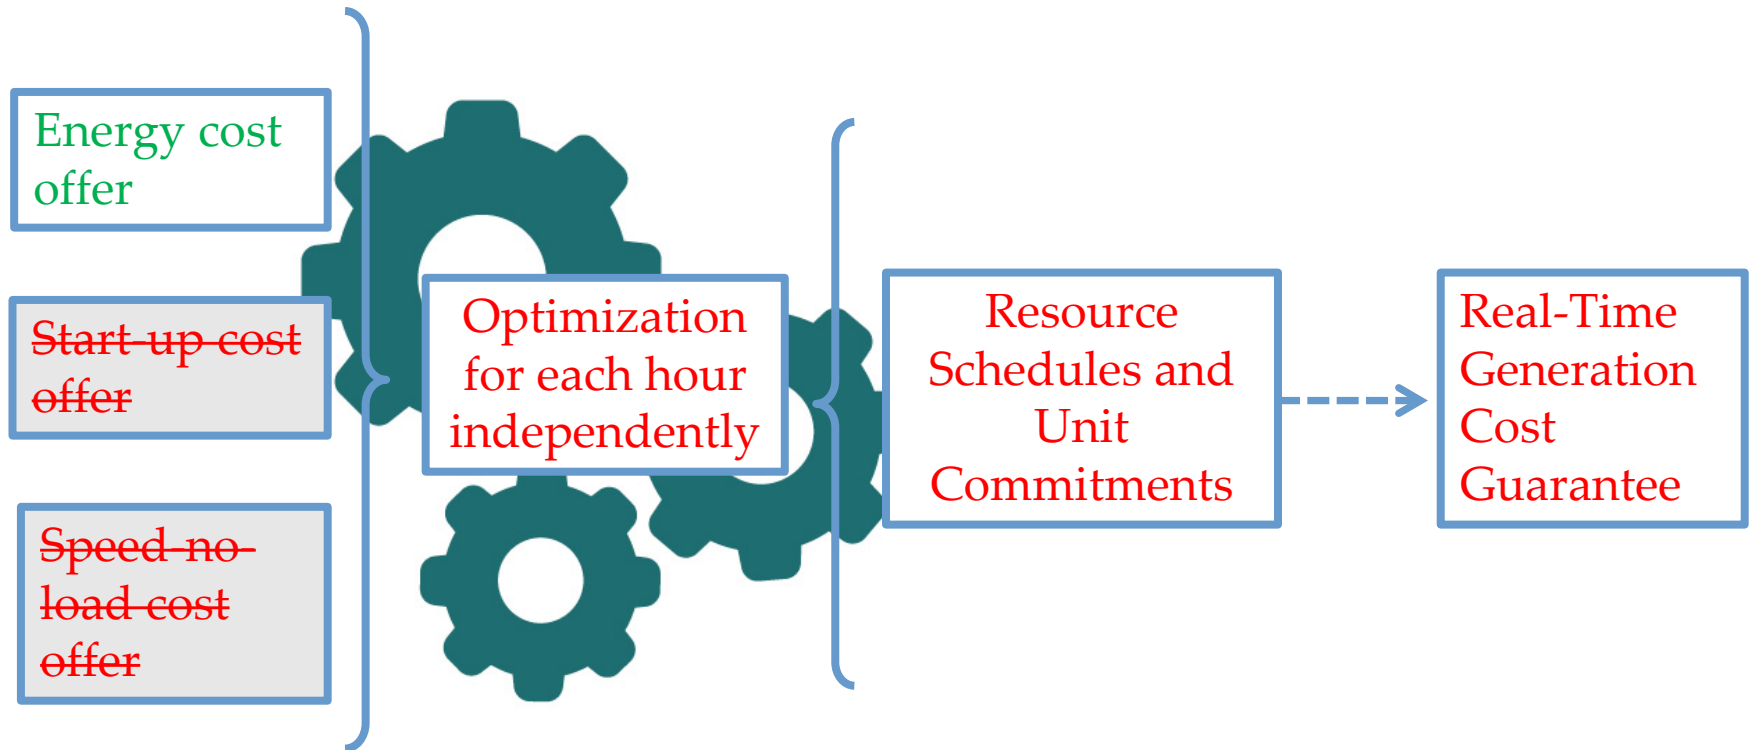 Energy cost
offer
Start-up cost
offer
Speed-no-
load cost
offer
Optimization
for each hour
independently
Resource
Schedules and
Unit
Commitments
Real-Time
Generation
Cost
Guarantee